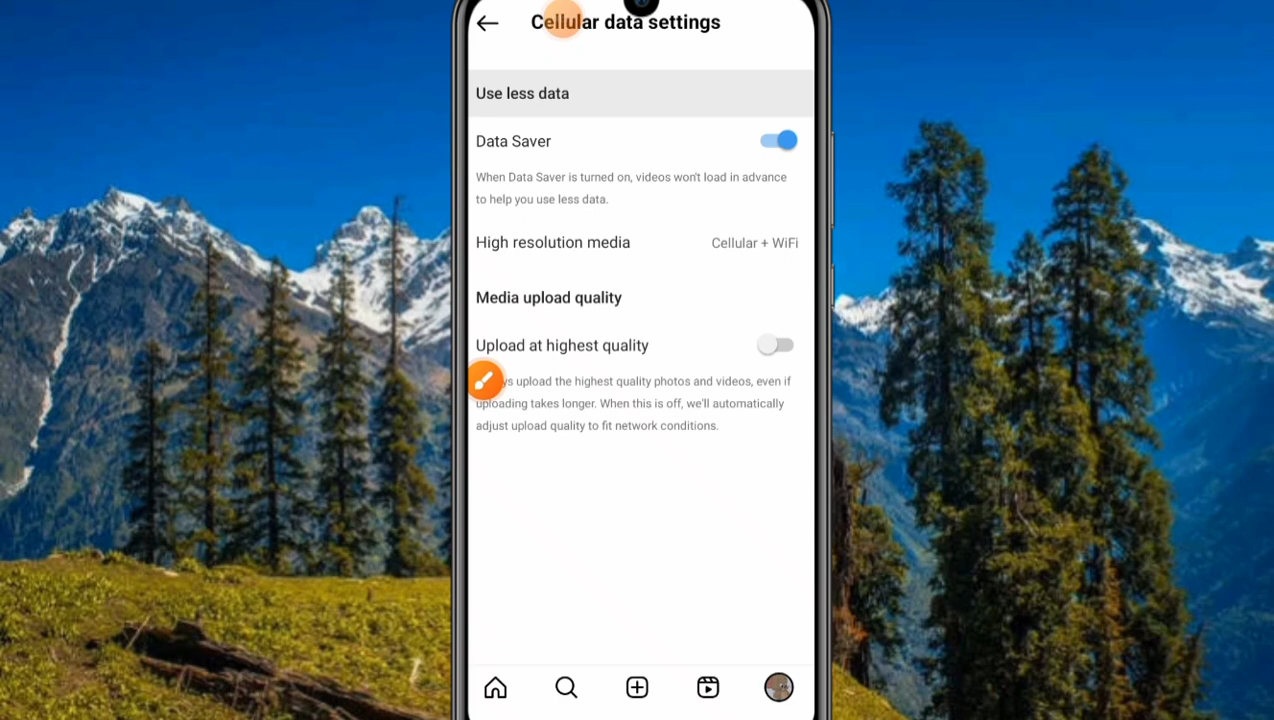 Cellular data settings
Use less data
Data Saver
When Data Saver is turned on, videos won't load in advance
to help you use less data.
High resolution media Cellular + WiFi
Media upload quality
Upload at highest quality
upload the highest quality photos and videos, even if
uploading takes longer. When this is off, we'll automatically
adjust upload quality to fit network conditions.